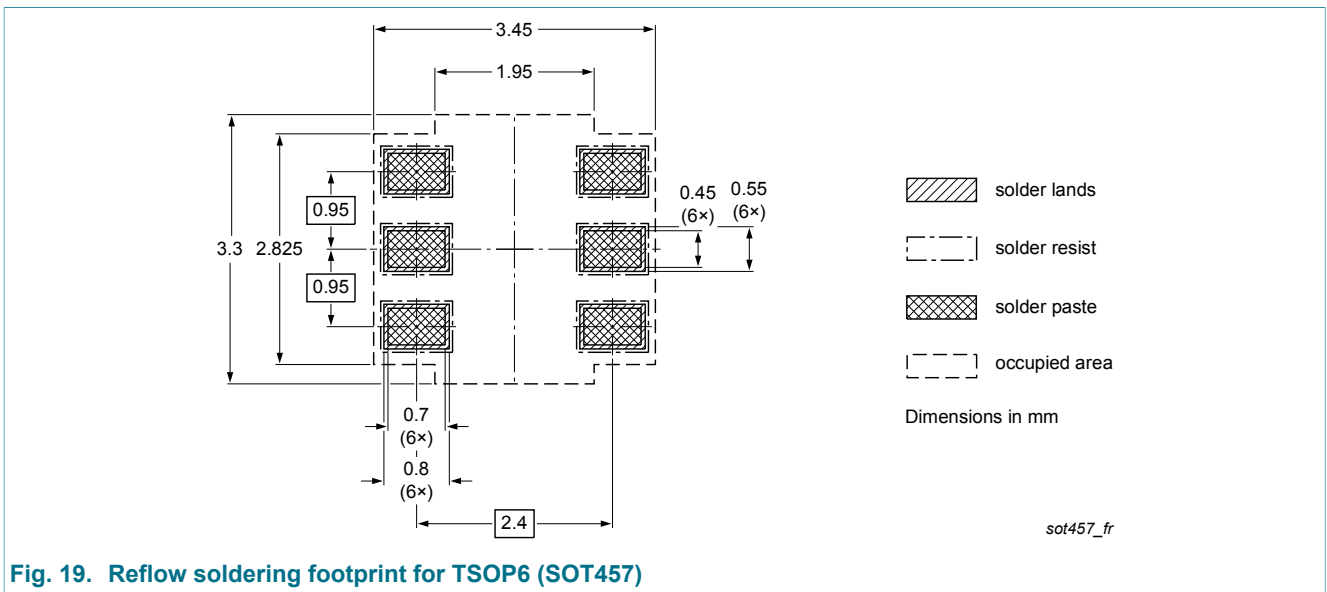 3.45
1.95
0.95
0.45
(6×)
0.55
(6×)
3.3
2.825
0.95
0.7
(6×)
0.8
(6×)
2.4
solder lands
solder resist
solder paste
occupied area
Dimensions in mm
sot457_fr
Fig. 19. Reflow soldering footprint for TSOP6 (SOT457)